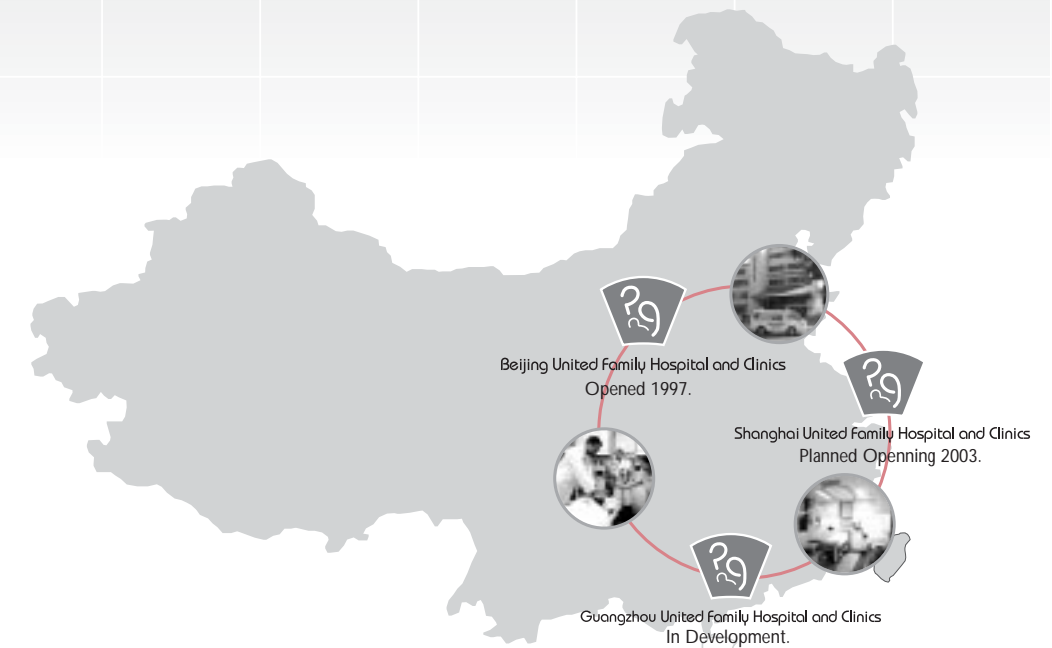 Beijing United Family Hospital and Clinics
Opened 1997.
Shanghai United Family Hospital and Clinics
Planned Openning 2003.
Guangzhou United Family Hospital and Clinics
In Development.